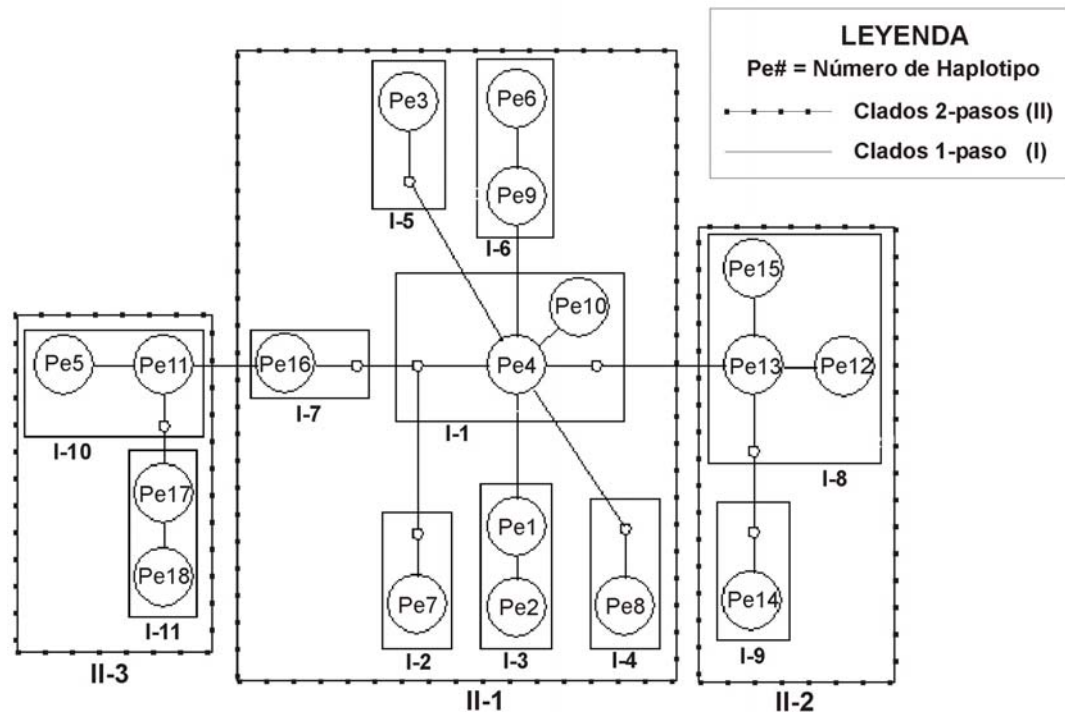 LEYENDA
Pe# = Número de Haplotipo
Clados 2-pasos (II)
Clados 1-paso (I)
Pe3
I-5
Pe6
Pe9
I-6
Pe10
Pe4
I-1
Pe16
I-7
Pe7
I-2
Pe1
Pe2
I-3
Pe8
I-4
II-1
Pe5
Pe11
I-10
Pe17
Pe18
I-11
II-3
Pe15
Pe13
Pe12
I-8
Pe14
I-9
II-2